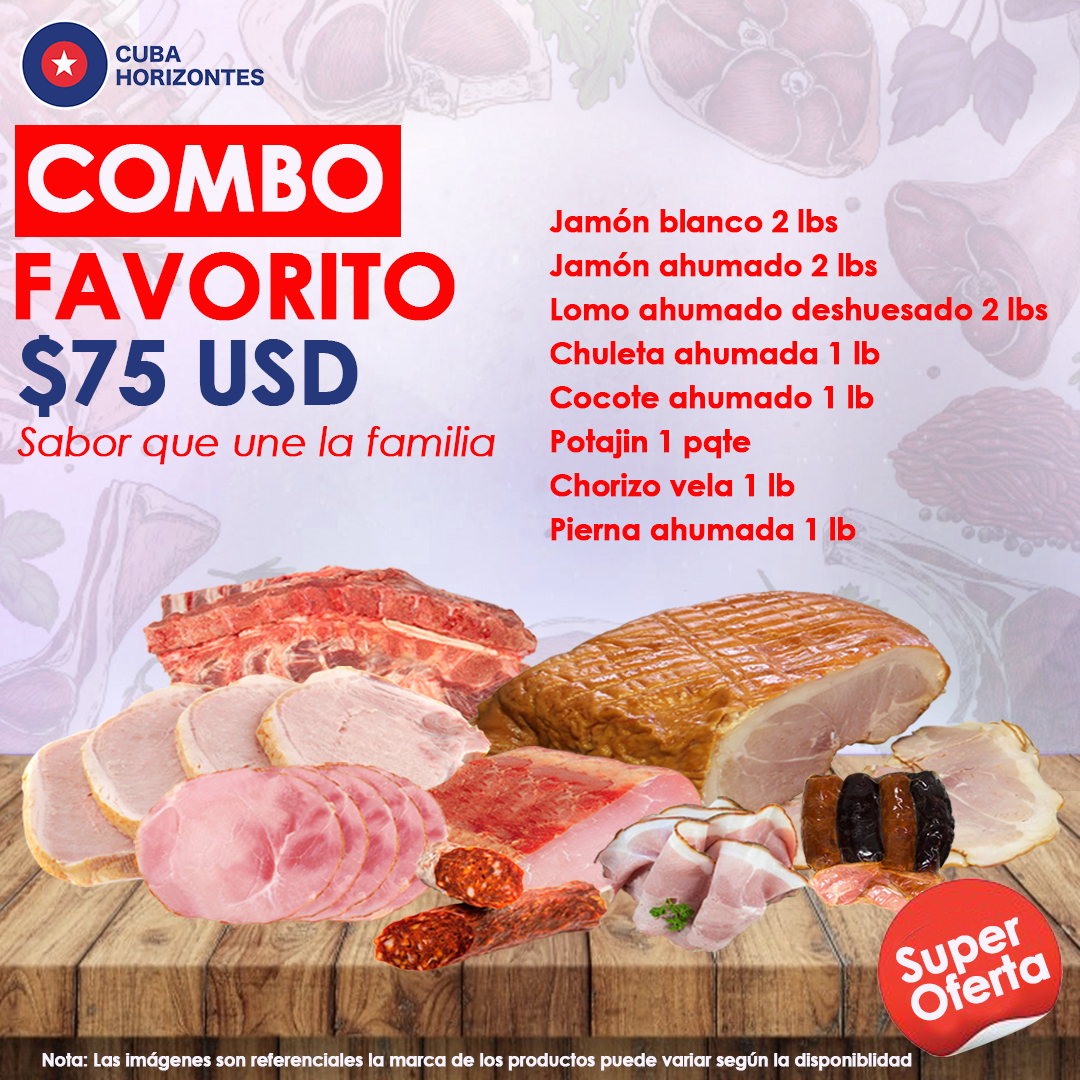 CUBA
HORIZONTES
COMBO
FAVORITO
$75 USD
Sabor que une la familia
Jamón blanco 2 lbs
Jamón ahumado 2 lbs
Lomo ahumado deshuesado 2 lbs
Chuleta ahumada 1 lb
Cocote ahumado 1 lb
Potajin 1 pqte
Chorizo vela 1 lb
Pierna ahumada 1 lb
Super
Oferta
Nota: Las imágenes son referenciales la marca de los productos puede variar según la disponiblidad